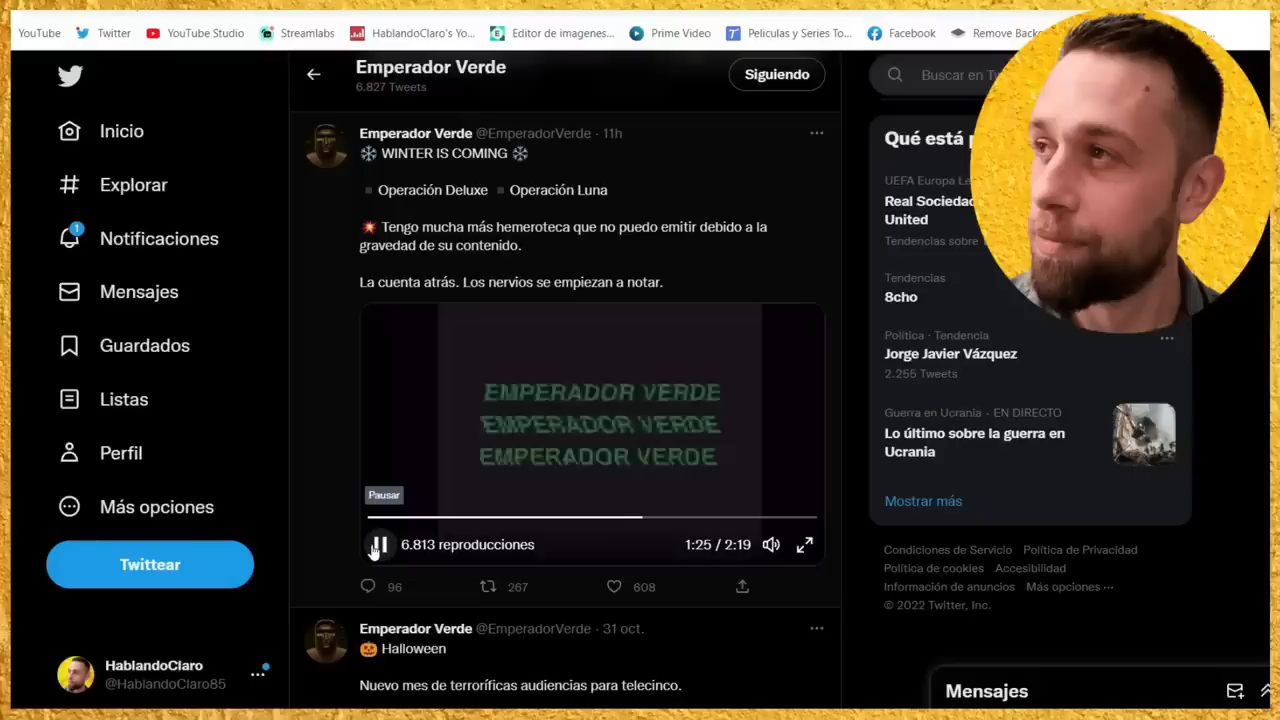 YouTube
Twitter
YouTube Studio
Streamlabs
HablandoClaro's Yo...
Editor de imagenes...
Prime Video
Peliculas y Series To...
Facebook
Remove
Emperador Verde
6.827 Tweets
Siguiendo
Buscar en
Inicio
Explorar
Notificaciones
1
Mensajes
Guardados
Listas
Perfil
Más opciones
Twittear
HablandoClaro
@HablandoClaro85
Emperador Verde @EmperadorVerde · 11h
❄ WINTER IS COMING ❄
▪ Operación Deluxe ▪ Operación Luna
💥 Tengo mucha más hemeroteca que no puedo emitir debido a la
gravedad de su contenido.
La cuenta atrás. Los nervios se empiezan a notar.
EMPERADOR VERDE
EMPERADOR VERDE
EMPERADOR VERDE
Pausar
6.813 reproducciones
1:25 / 2:19
96
267
608
Emperador Verde @EmperadorVerde · 31 oct.
🎃 Halloween
Nuevo mes de terroríficas audiencias para telecinco.
Qué está
UEFA Europa
Real
United
Tendencias sobre
Tendencias
8cho
Política · Tendencia
Jorge Javier Vázquez
2.255 Tweets
Guerra en Ucrania · EN DIRECTO
Lo último sobre la guerra en
Ucrania
Mostrar más
Condiciones de Servicio Política de Privacidad
Política de cookies Accesibilidad
Información de anuncios Más opciones ···
© 2022 Twitter, Inc.
Mensajes